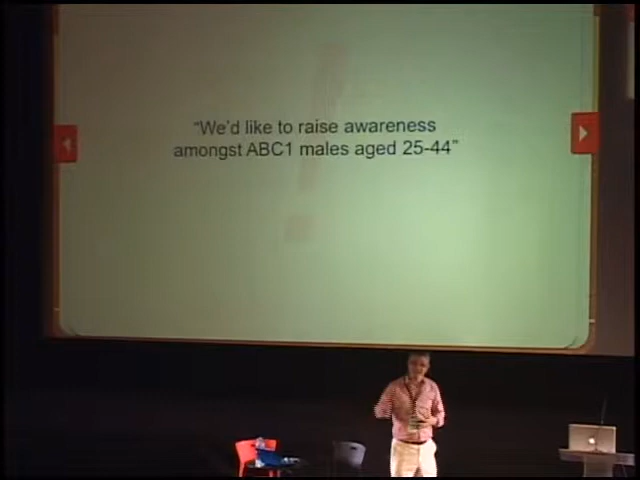 “We’d like to raise awareness
amongst ABC1 males aged 25-44”